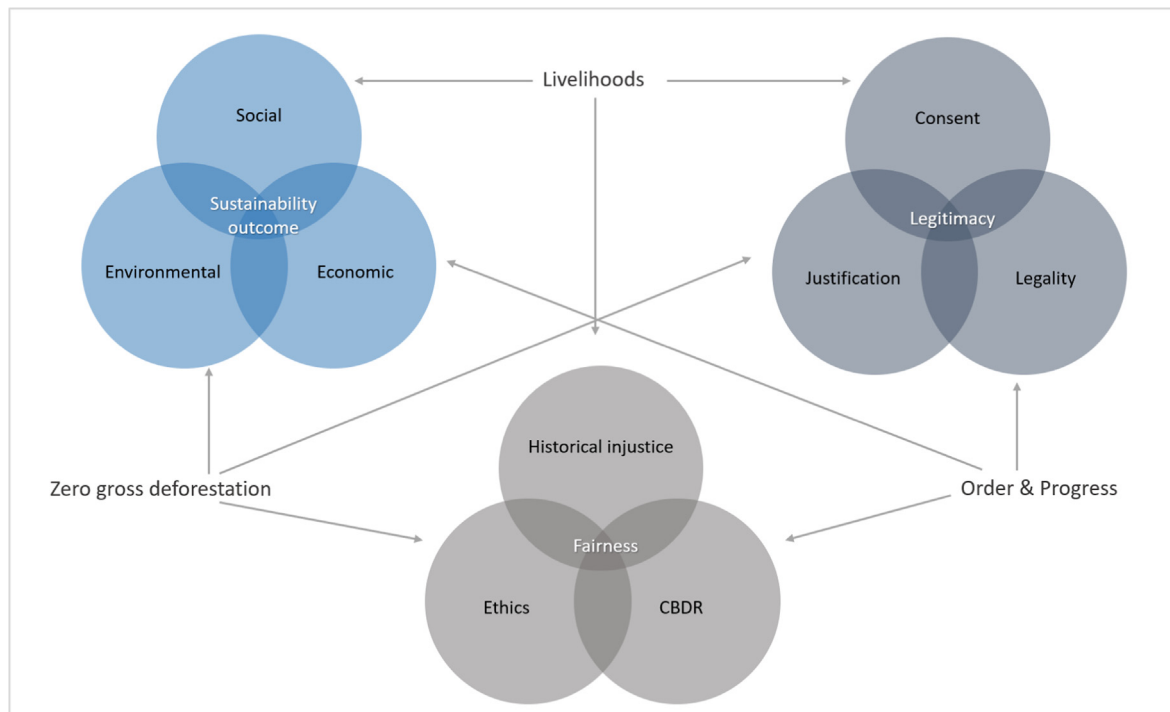 Livelihoods
Social
Sustainability
outcome
Environmental
Economic
Consent
Legitimacy
Justification
Legality
Zero gross deforestation
Order & Progress
Historical injustice
Fairness
Ethics
CBDR